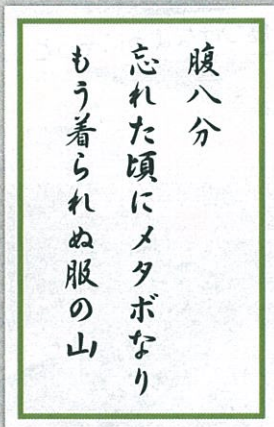 腹八分
忘れた頃にメタボなり
もう着られぬ服の山